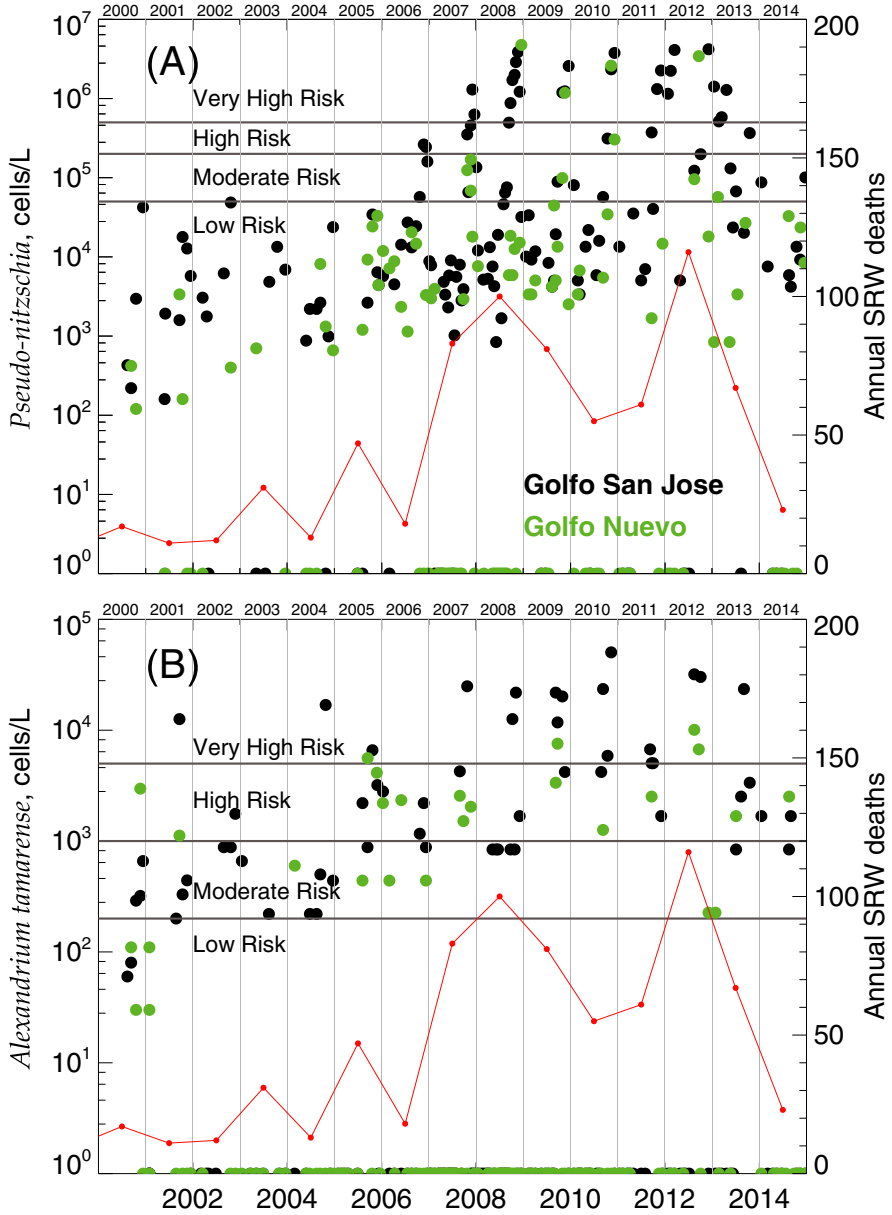 2000 2001 2002 2003 2004 2005 2006 2007 2008 2009 2010 2011 2012 2013 2014
(A)
10⁷
10⁶
10⁵
10⁴
10³
10²
10¹
10⁰
Pseudo-nitzschia, cells/L
Very High Risk
High Risk
Moderate Risk
Low Risk
Golfo San Jose
Golfo Nuevo
200
150
100
50
0
Annual SRW deaths
2000 2001 2002 2003 2004 2005 2006 2007 2008 2009 2010 2011 2012 2013 2014
(B)
10⁵
10⁴
10³
10²
10¹
10⁰
Alexandrium tamarense, cells/L
Very High Risk
High Risk
Moderate Risk
Low Risk
200
150
100
50
0
Annual SRW deaths
2002 2004 2006 2008 2010 2012 2014